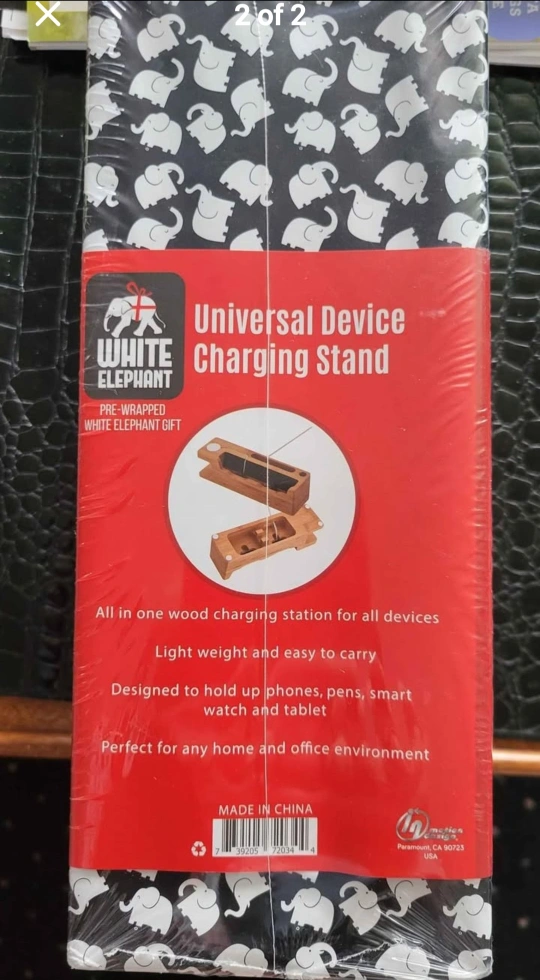 2 of 2
Universal Device
Charging Stand
WHITE
ELEPHANT
PRE-WRAPPED
WHITE ELEPHANT GIFT
All in one wood charging station for all devices
Light weight and easy to carry
Designed to hold up phones, pens, smart
watch and tablet
Perfect for any home and office environment
MADE IN CHINA
7 39205 72034 4
Paramount, CA 90723
USA